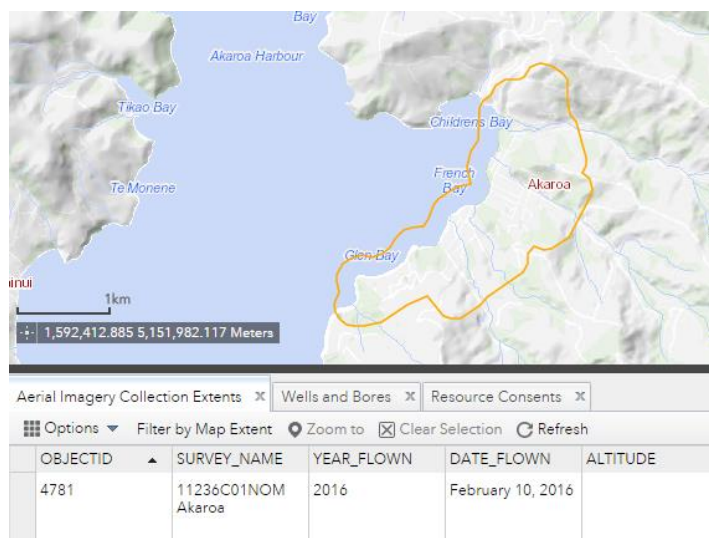 Bay
Akaroa Harbour
Tikao Bay
Childrens Bay
French
Bay
Akaroa
Te Monene
Glen Bay
inui
1km
1,592,412.885 5,151,982.117 Meters
Aerial Imagery Collection Extents x Wells and Bores x Resource Consents x
Options Filter by Map Extent Zoom to Clear Selection Refresh
OBJECTID SURVEY_NAME YEAR_FLOWN DATE_FLOWN ALTITUDE
4781 11236C01NOM 2016 February 10, 2016
Akaroa